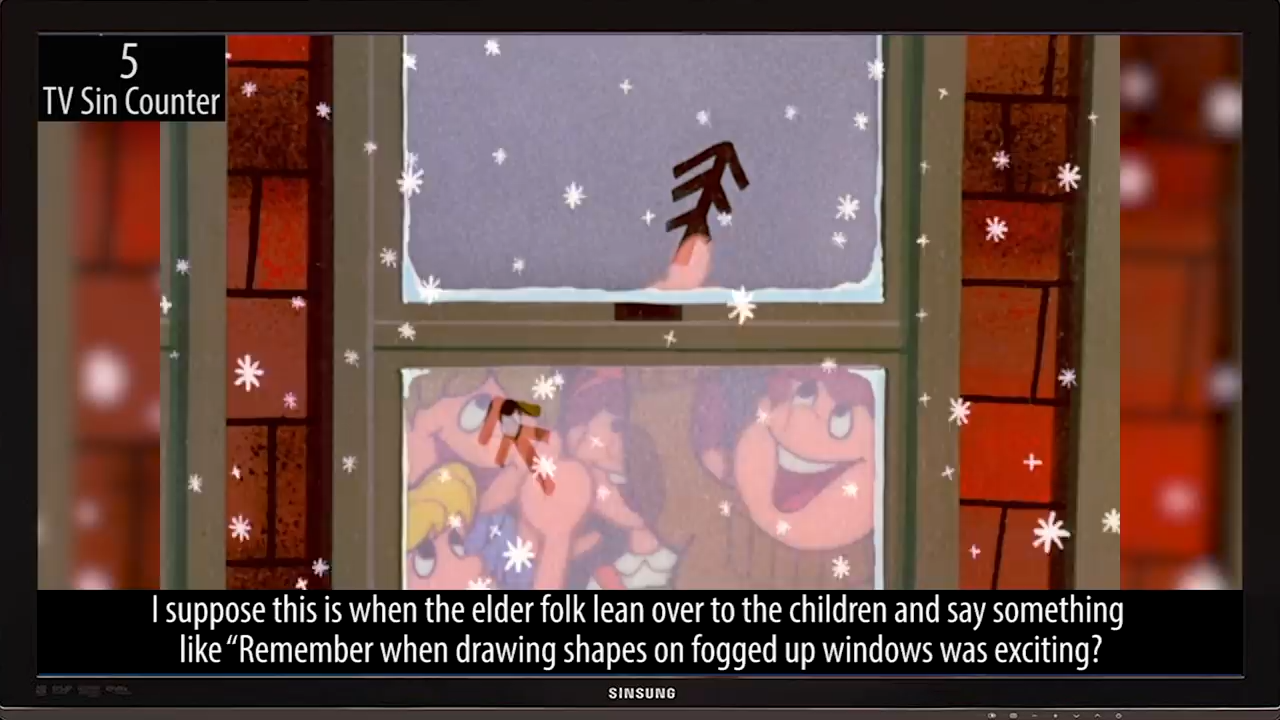 5
TV Sin Counter
I suppose this is when the elder folk lean over to the children and say something
like “Remember when drawing shapes on fogged up windows was exciting?
SINSUNG